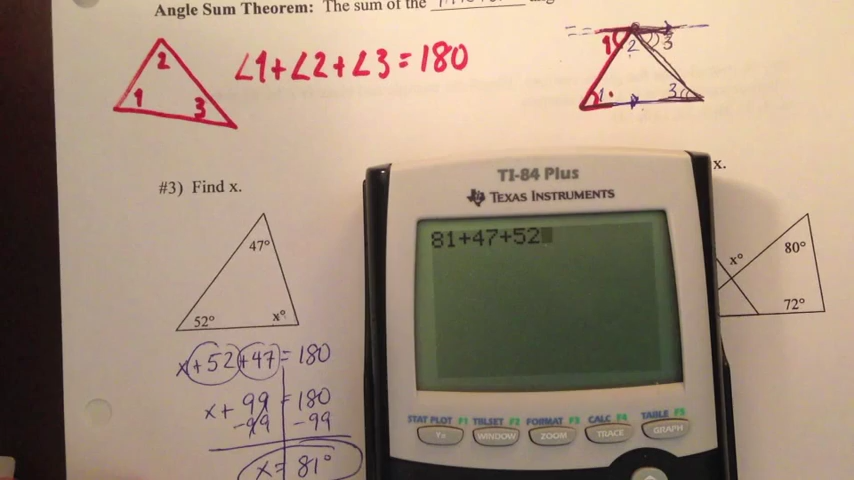 Angle Sum Theorem: The sum of the
∠1+∠2+∠3=180
2
1
3
1
2
3
1
3
#3) Find x.
x.
47°
52°
x°
x+52+47=180
x+99=180
-99 -99
x=81°
TI-84 Plus
TEXAS INSTRUMENTS
81+47+52
STAT PLOT F1 TBLSET F2 FORMAT F3 CALC F4 TABLE F5
Y=
WINDOW
ZOOM
TRACE
GRAPH
x°
80°
72°